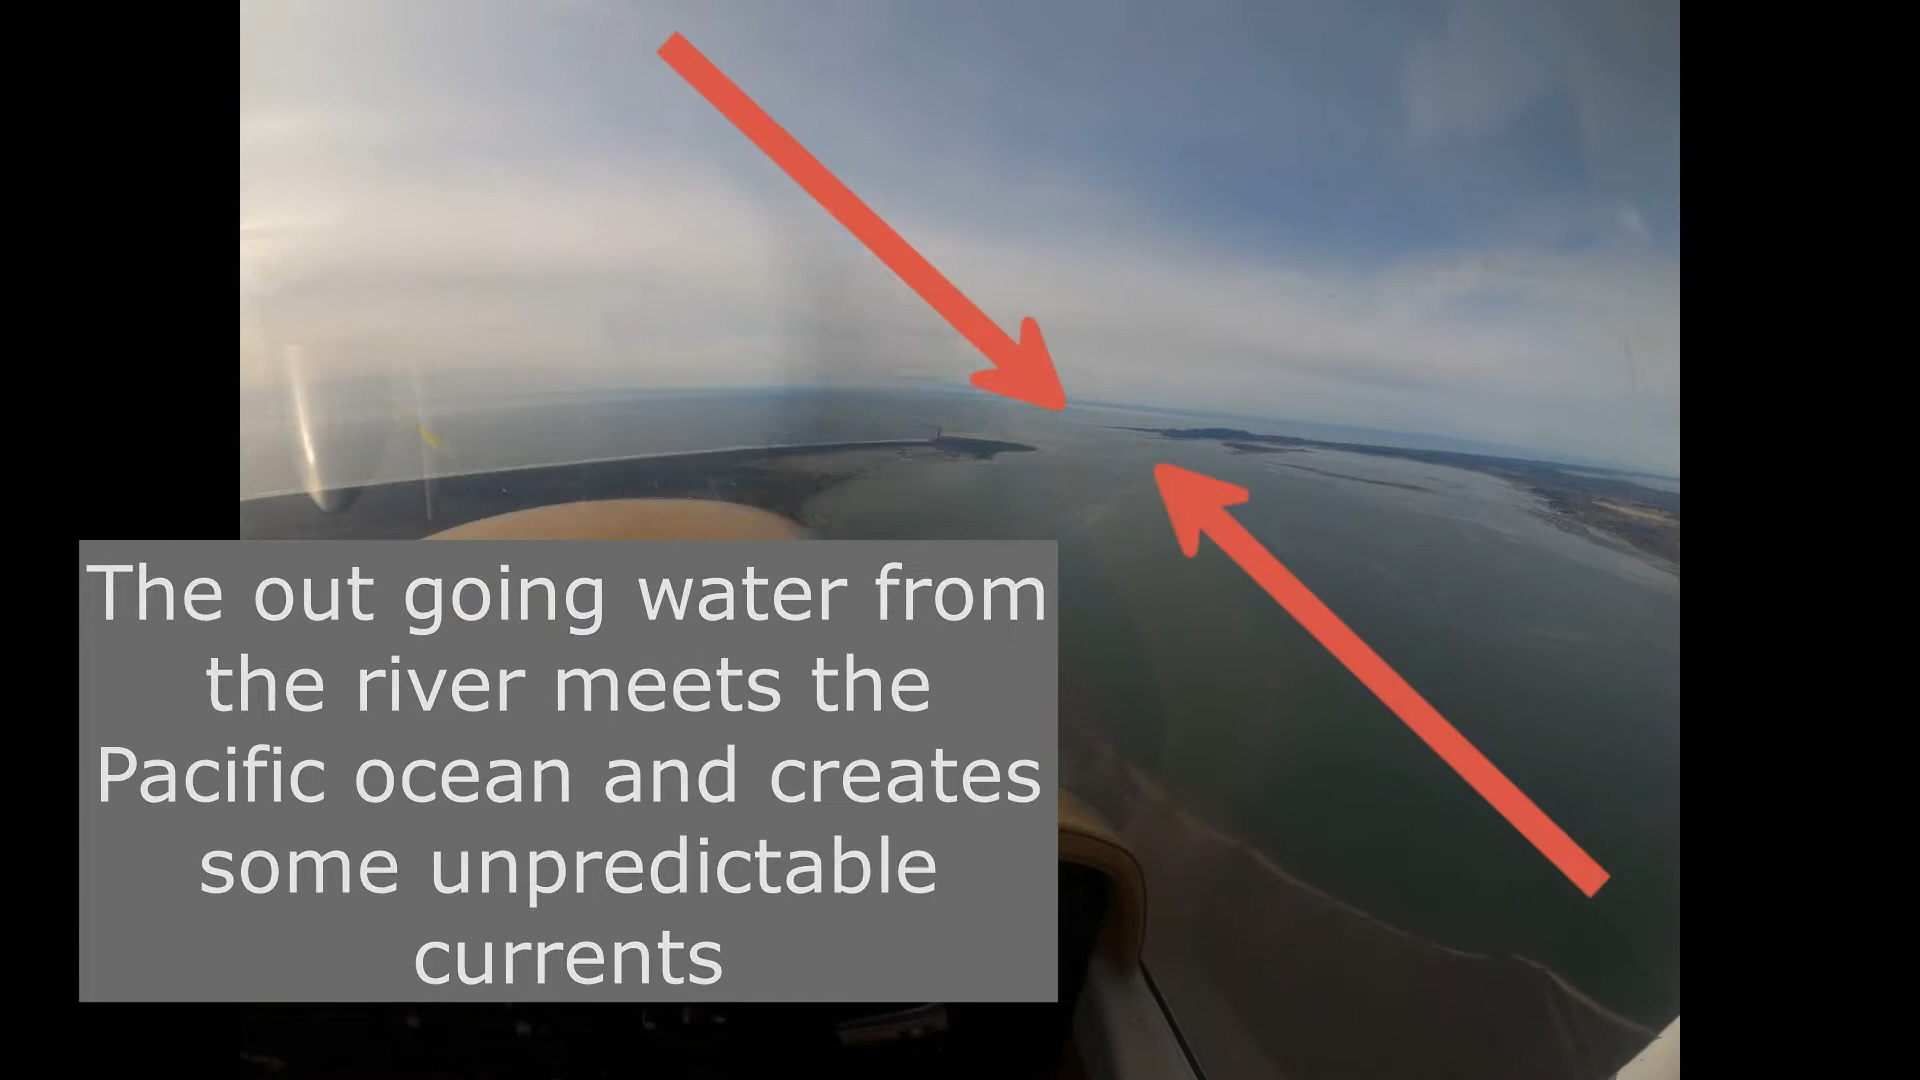 The out going water from
the river meets the
Pacific ocean and creates
some unpredictable
currents